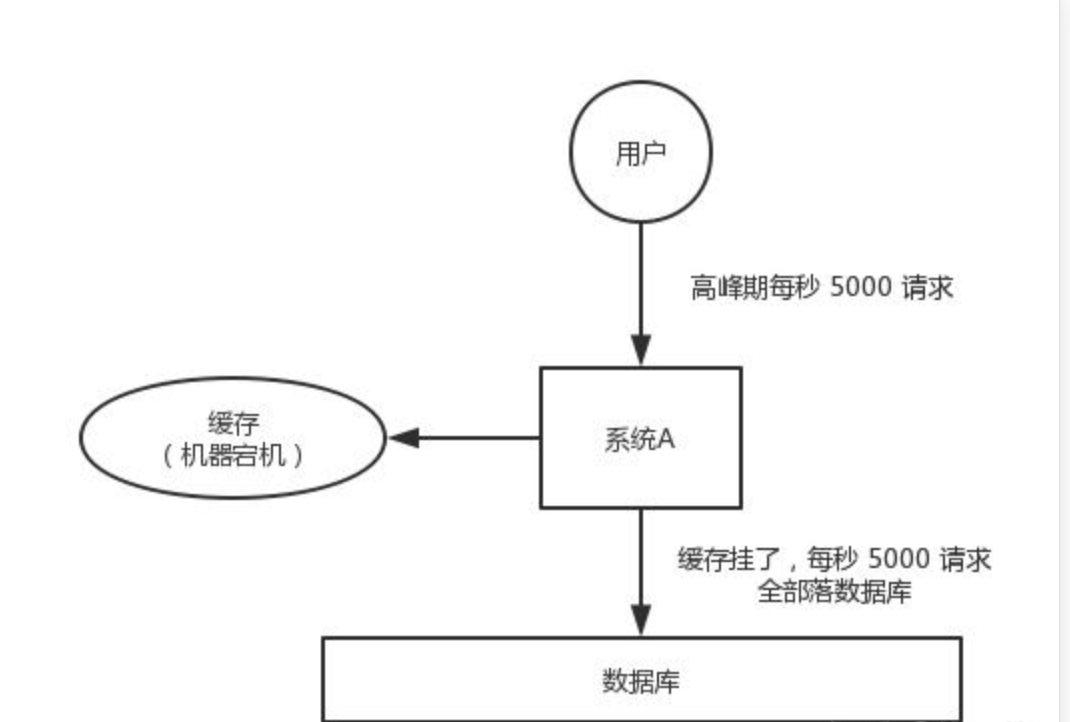 用户
高峰期每秒 5000 请求
缓存
（机器宕机）
系统A
缓存挂了，每秒 5000 请求
全部落数据库
数据库